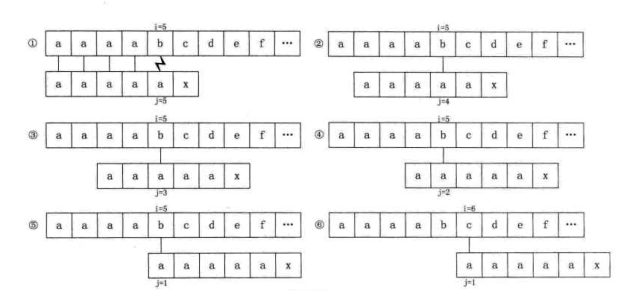 i=5
① a a a a b c d e f …
a a a a a x
j=5
i=5
② a a a a b c d e f …
a a a a a x
j=4
i=5
③ a a a a b c d e f …
a a a a a x
j=3
i=5
④ a a a a b c d e f …
a a a a a x
j=2
i=5
⑤ a a a a b c d e f …
a a a a a x
j=1
i=6
⑥ a a a a b c d e f …
a a a a a x
j=1